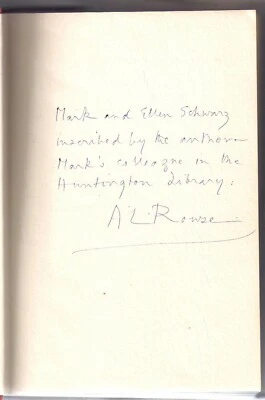 Mark and Ellen Schwarz
inscribed by the author
Mark's colleague in the
Huntington Library.
A L Rowse